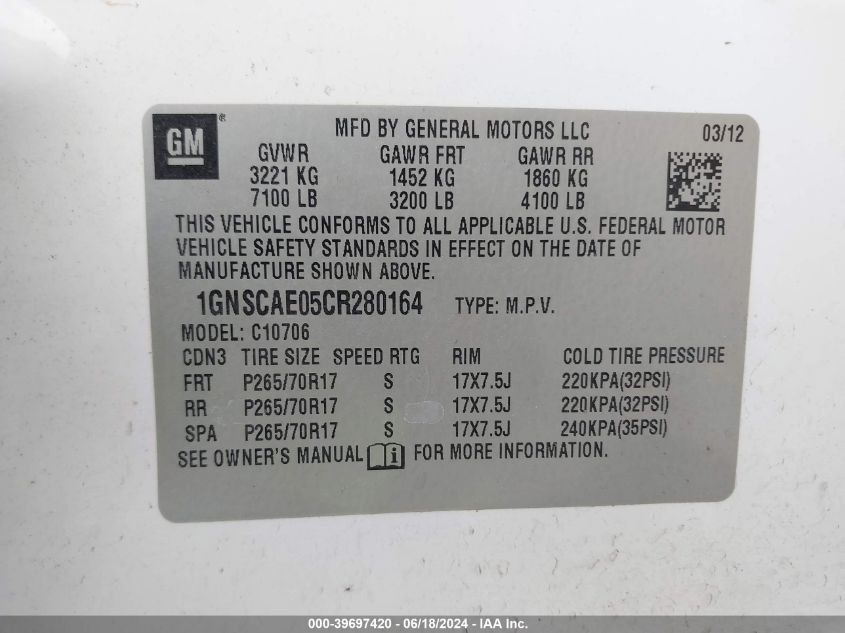 GM ®
MFD BY GENERAL MOTORS LLC 03/12
GVWR GAWR FRT GAWR RR
3221 KG 1452 KG 1860 KG
7100 LB 3200 LB 4100 LB
THIS VEHICLE CONFORMS TO ALL APPLICABLE U.S. FEDERAL MOTOR
VEHICLE SAFETY STANDARDS IN EFFECT ON THE DATE OF
MANUFACTURE SHOWN ABOVE.
1GNSCAE05CR280164 TYPE: M.P.V.
MODEL: C10706
CDN3 TIRE SIZE SPEED RTG RIM COLD TIRE PRESSURE
FRT P265/70R17 S 17X7.5J 220KPA(32PSI)
RR P265/70R17 S 17X7.5J 220KPA(32PSI)
SPA P265/70R17 S 17X7.5J 240KPA(35PSI)
SEE OWNER'S MANUAL i FOR MORE INFORMATION.
000-39697420 - 06/18/2024 - IAA Inc.